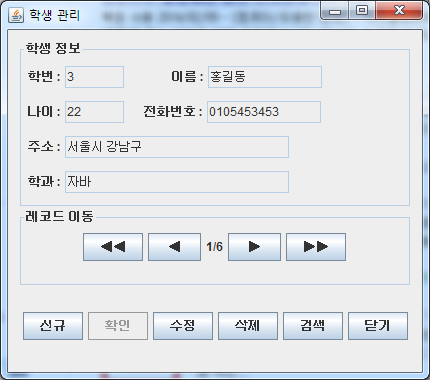 학생 관리
학생 정보
학번 : 3 이름 : 홍길동
나이 : 22 전화번호 : 0105453453
주소 : 서울시 강남구
학과 : 자바
레코드 이동
◀◀ ◀ 1/6 ▶ ▶▶
신규 확인 수정 삭제 검색 닫기